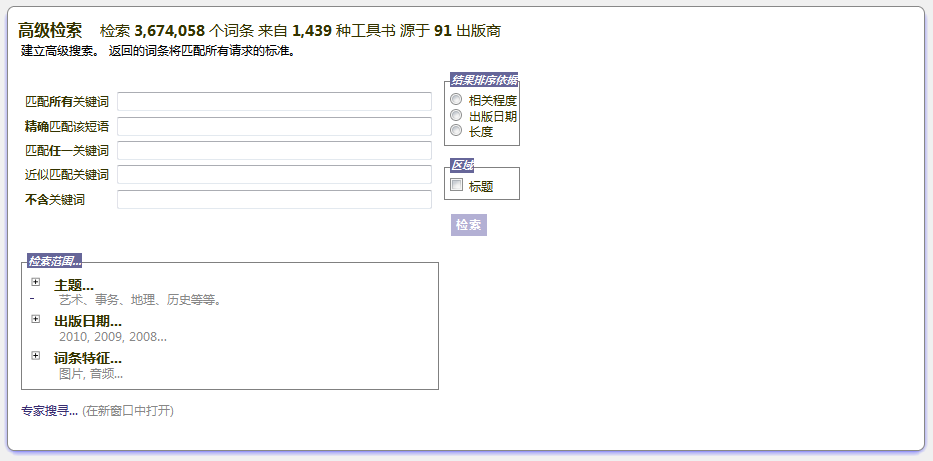 高级检索 检索 3,674,058 个词条 来自 1,439 种工具书 源于 91 出版商
建立高级搜索。 返回的词条将匹配所有请求的标准。
匹配所有关键词
精确匹配该短语
匹配任一关键词
近似匹配关键词
不含关键词
结果排序依据
相关程度
出版日期
长度
区域
标题
检索
检索范围...
主题...
- 艺术、事务、地理、历史等等。
出版日期...
2010, 2009, 2008...
词条特征...
图片, 音频...
专家搜寻... (在新窗口中打开)